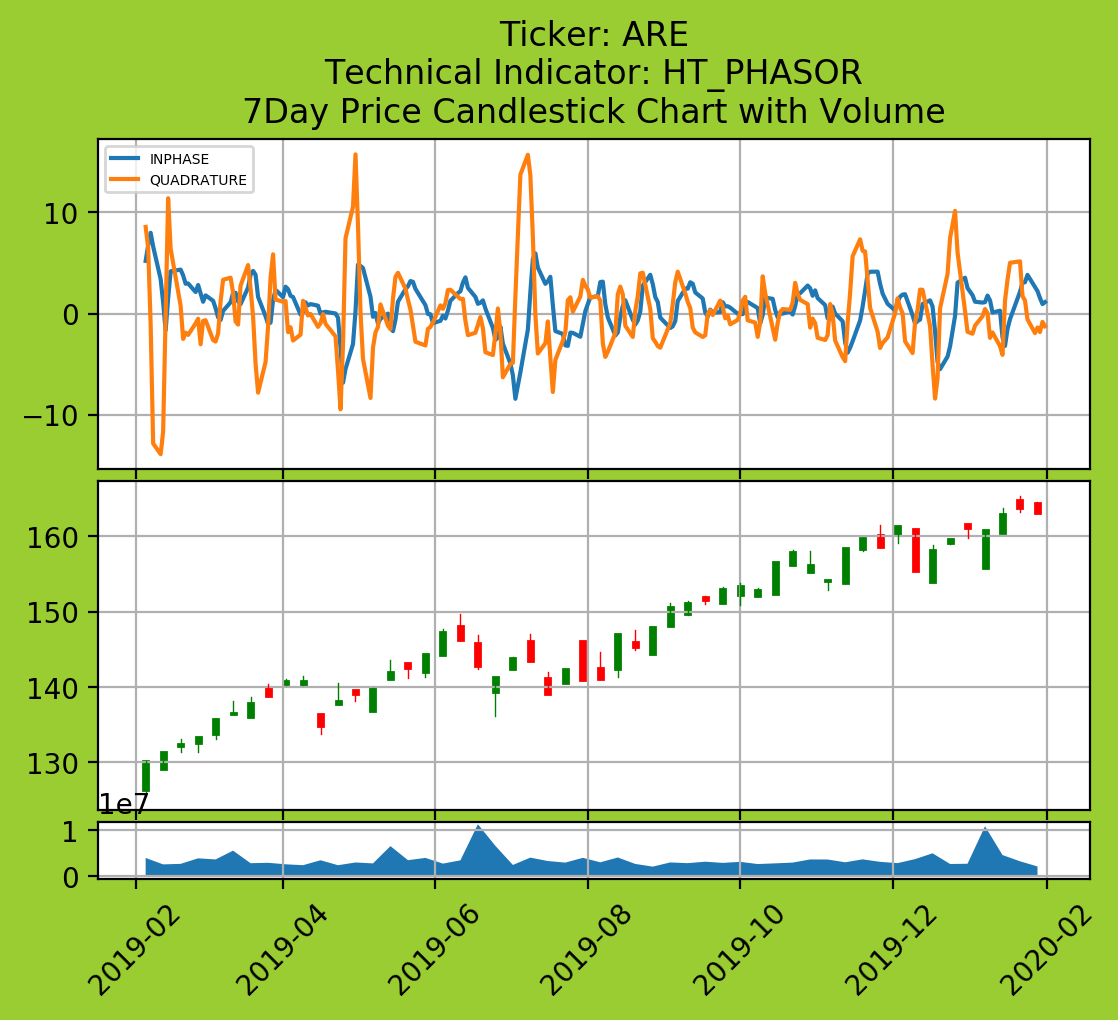 Ticker: ARE
Technical Indicator: HT_PHASOR
7Day Price Candlestick Chart with Volume
INPHASE
QUADRATURE
10
0
−10
160
150
140
130
1e7
1
0
2019-02
2019-04
2019-06
2019-08
2019-10
2019-12
2020-02